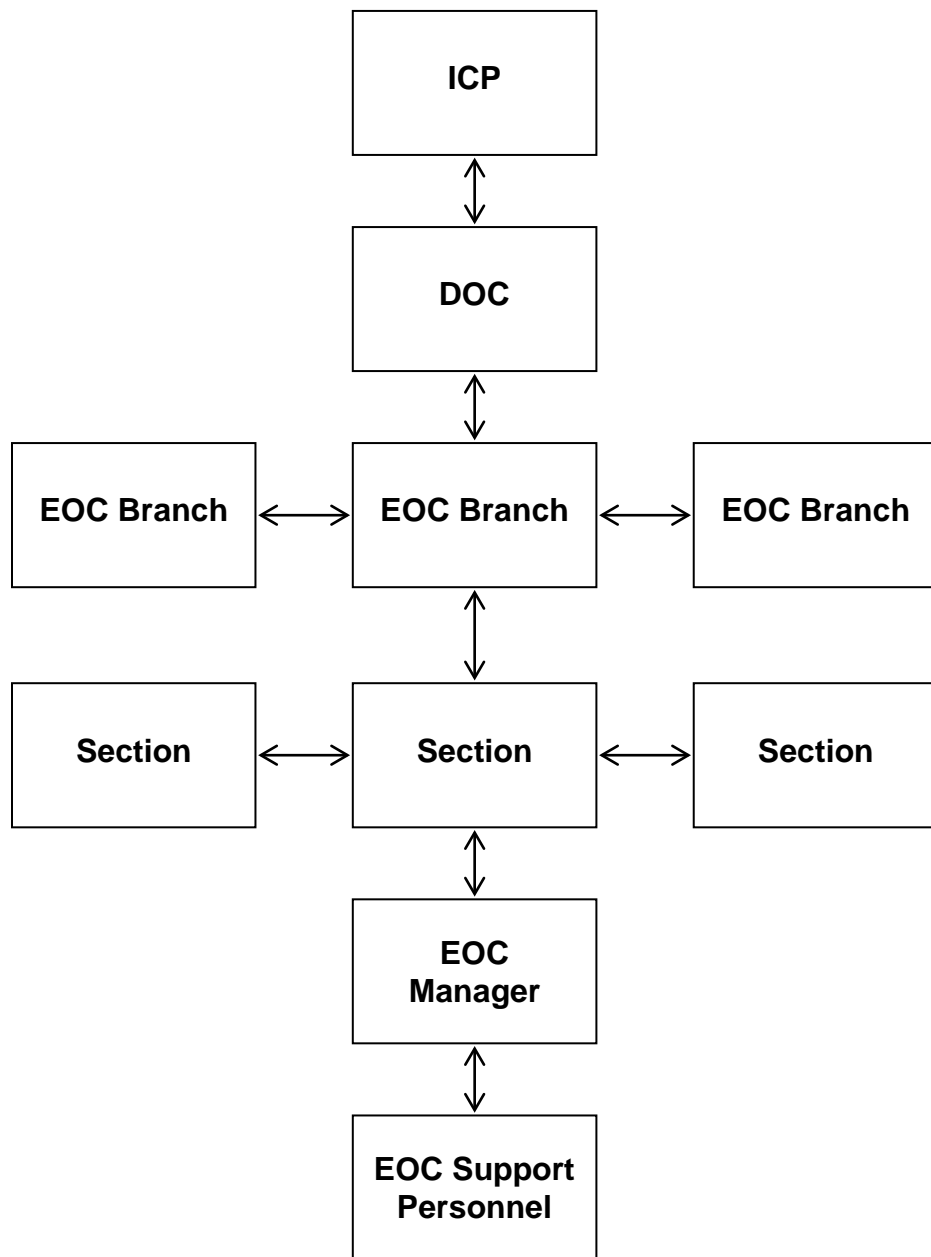 ICP
DOC
EOC Branch
EOC Branch
EOC Branch
Section
Section
Section
EOC
Manager
EOC Support
Personnel